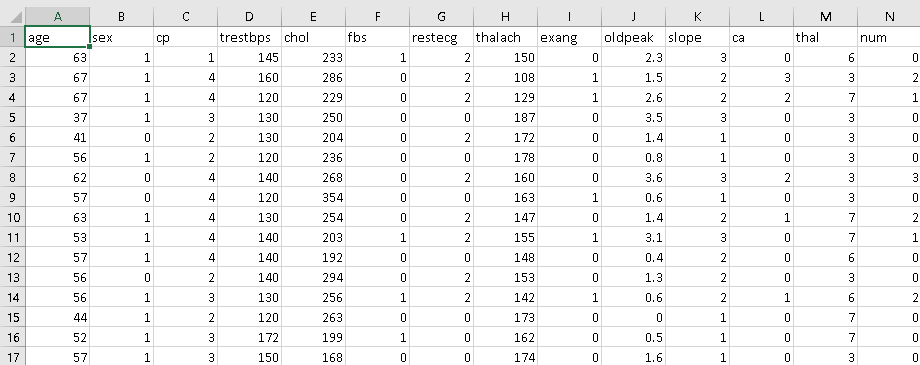 A B C D E F G H I J K L M N
1 age sex cp trestbps chol fbs restecg thalach exang oldpeak slope ca thal num
2 63 1 1 145 233 1 2 150 0 2.3 3 0 6 0
3 67 1 4 160 286 0 2 108 1 1.5 2 3 3 2
4 67 1 4 120 229 0 2 129 1 2.6 2 2 7 1
5 37 1 3 130 250 0 0 187 0 3.5 3 0 3 0
6 41 0 2 130 204 0 2 172 0 1.4 1 0 3 0
7 56 1 2 120 236 0 0 178 0 0.8 1 0 3 0
8 62 0 4 140 268 0 2 160 0 3.6 3 2 3 3
9 57 0 4 120 354 0 0 163 1 0.6 1 0 3 0
10 63 1 4 130 254 0 2 147 0 1.4 2 1 7 2
11 53 1 4 140 203 1 2 155 1 3.1 3 0 7 1
12 57 1 4 140 192 0 0 148 0 0.4 2 0 6 0
13 56 0 2 140 294 0 2 153 0 1.3 2 0 3 0
14 56 1 3 130 256 1 2 142 1 0.6 2 1 6 2
15 44 1 2 120 263 0 0 173 0 0 1 0 7 0
16 52 1 3 172 199 1 0 162 0 0.5 1 0 7 0
17 57 1 3 150 168 0 0 174 0 1.6 1 0 3 0